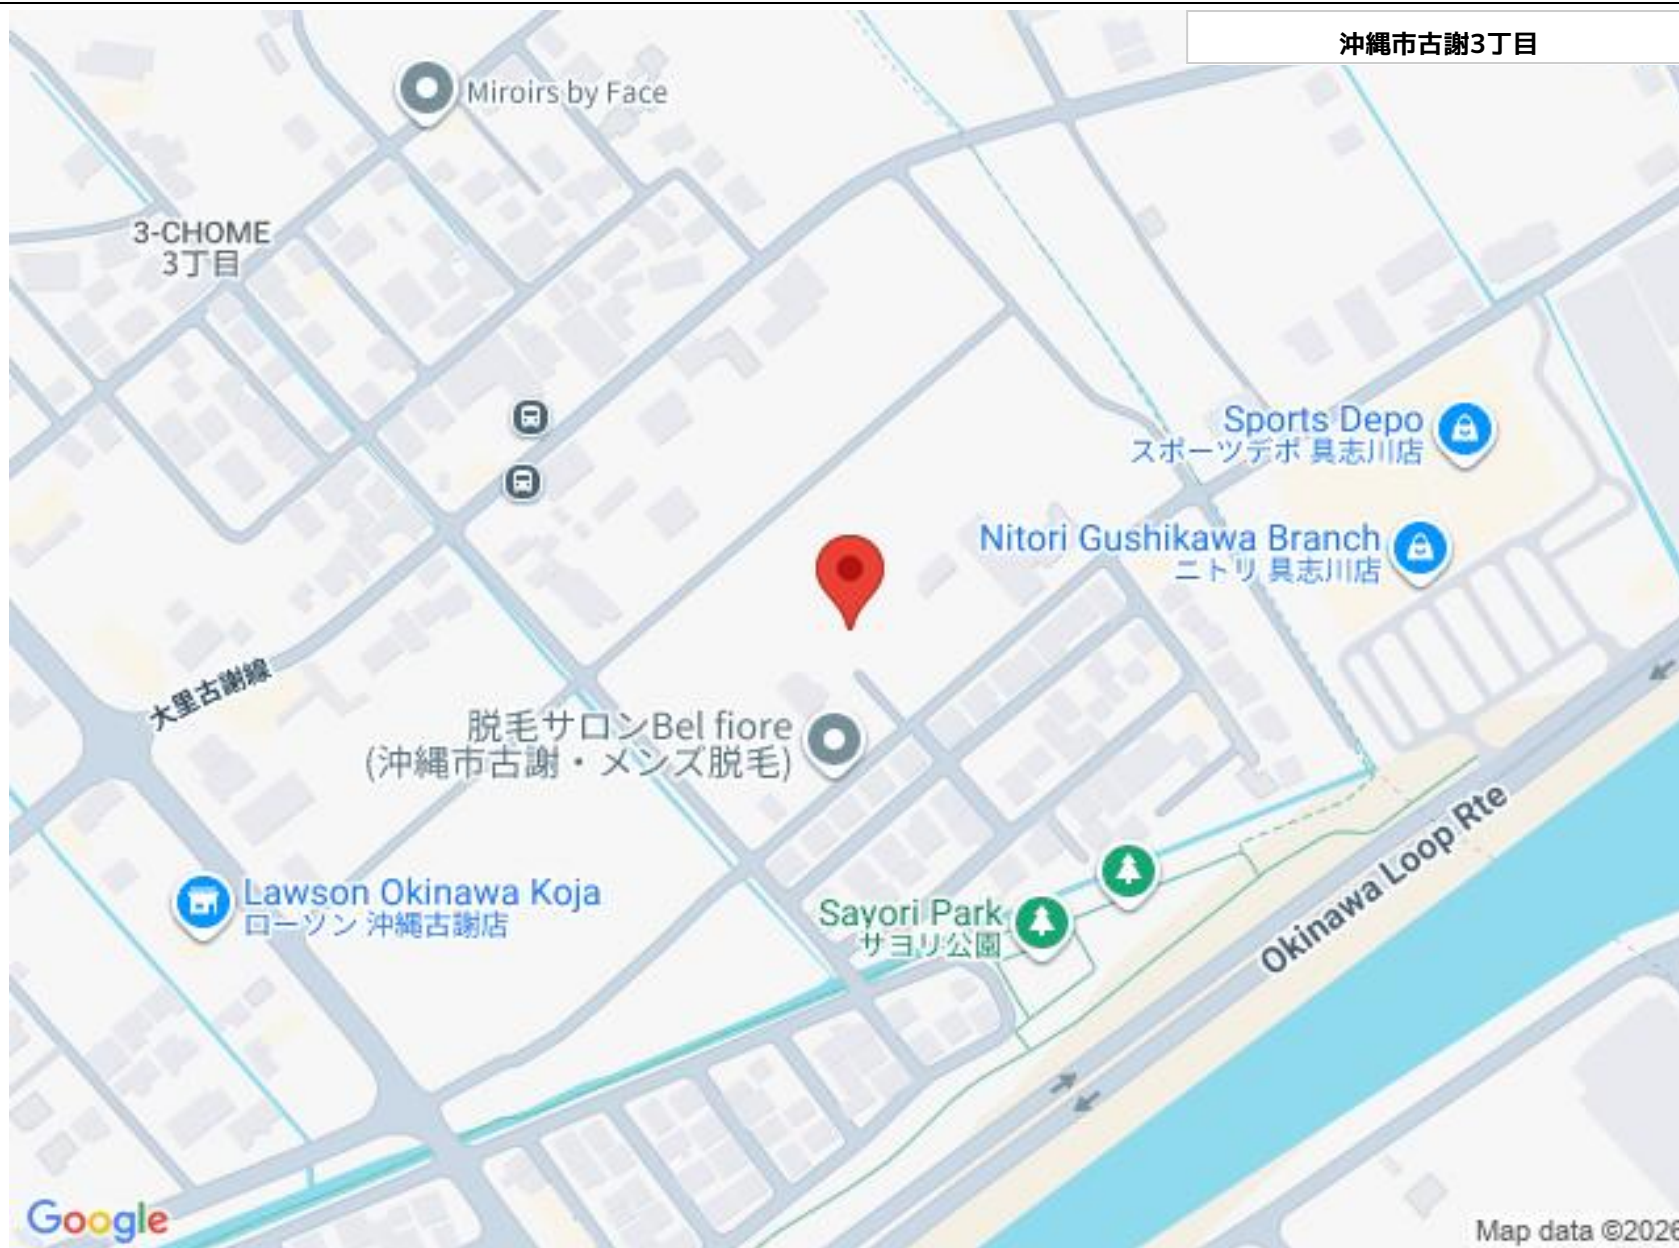 沖縄市古謝3丁目
Miroirs by Face
3-CHOME
3丁目
Sports Depo
スポーツデポ 具志川店
Nitori Gushikawa Branch
ニトリ 具志川店
大里古謝線
脱毛サロンBel fiore
(沖縄市古謝・メンズ脱毛)
Okinawa Loop Rte
Lawson Okinawa Koja
ローソン 沖縄古謝店
Sayori Park
サヨリ公園
Google
Map data ©2026